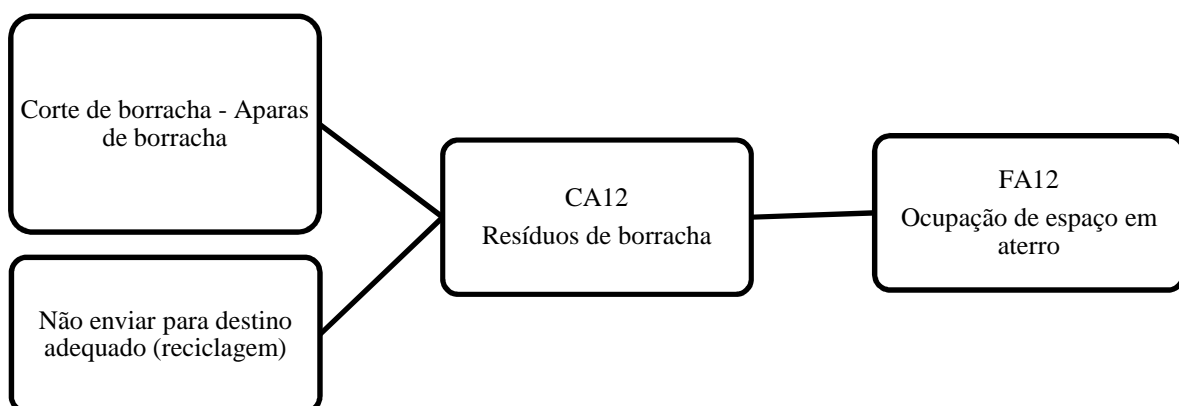 Corte de borracha - Aparas
de borracha
Não enviar para destino
adequado (reciclagem)
CA12
Resíduos de borracha
FA12
Ocupação de espaço em
aterro